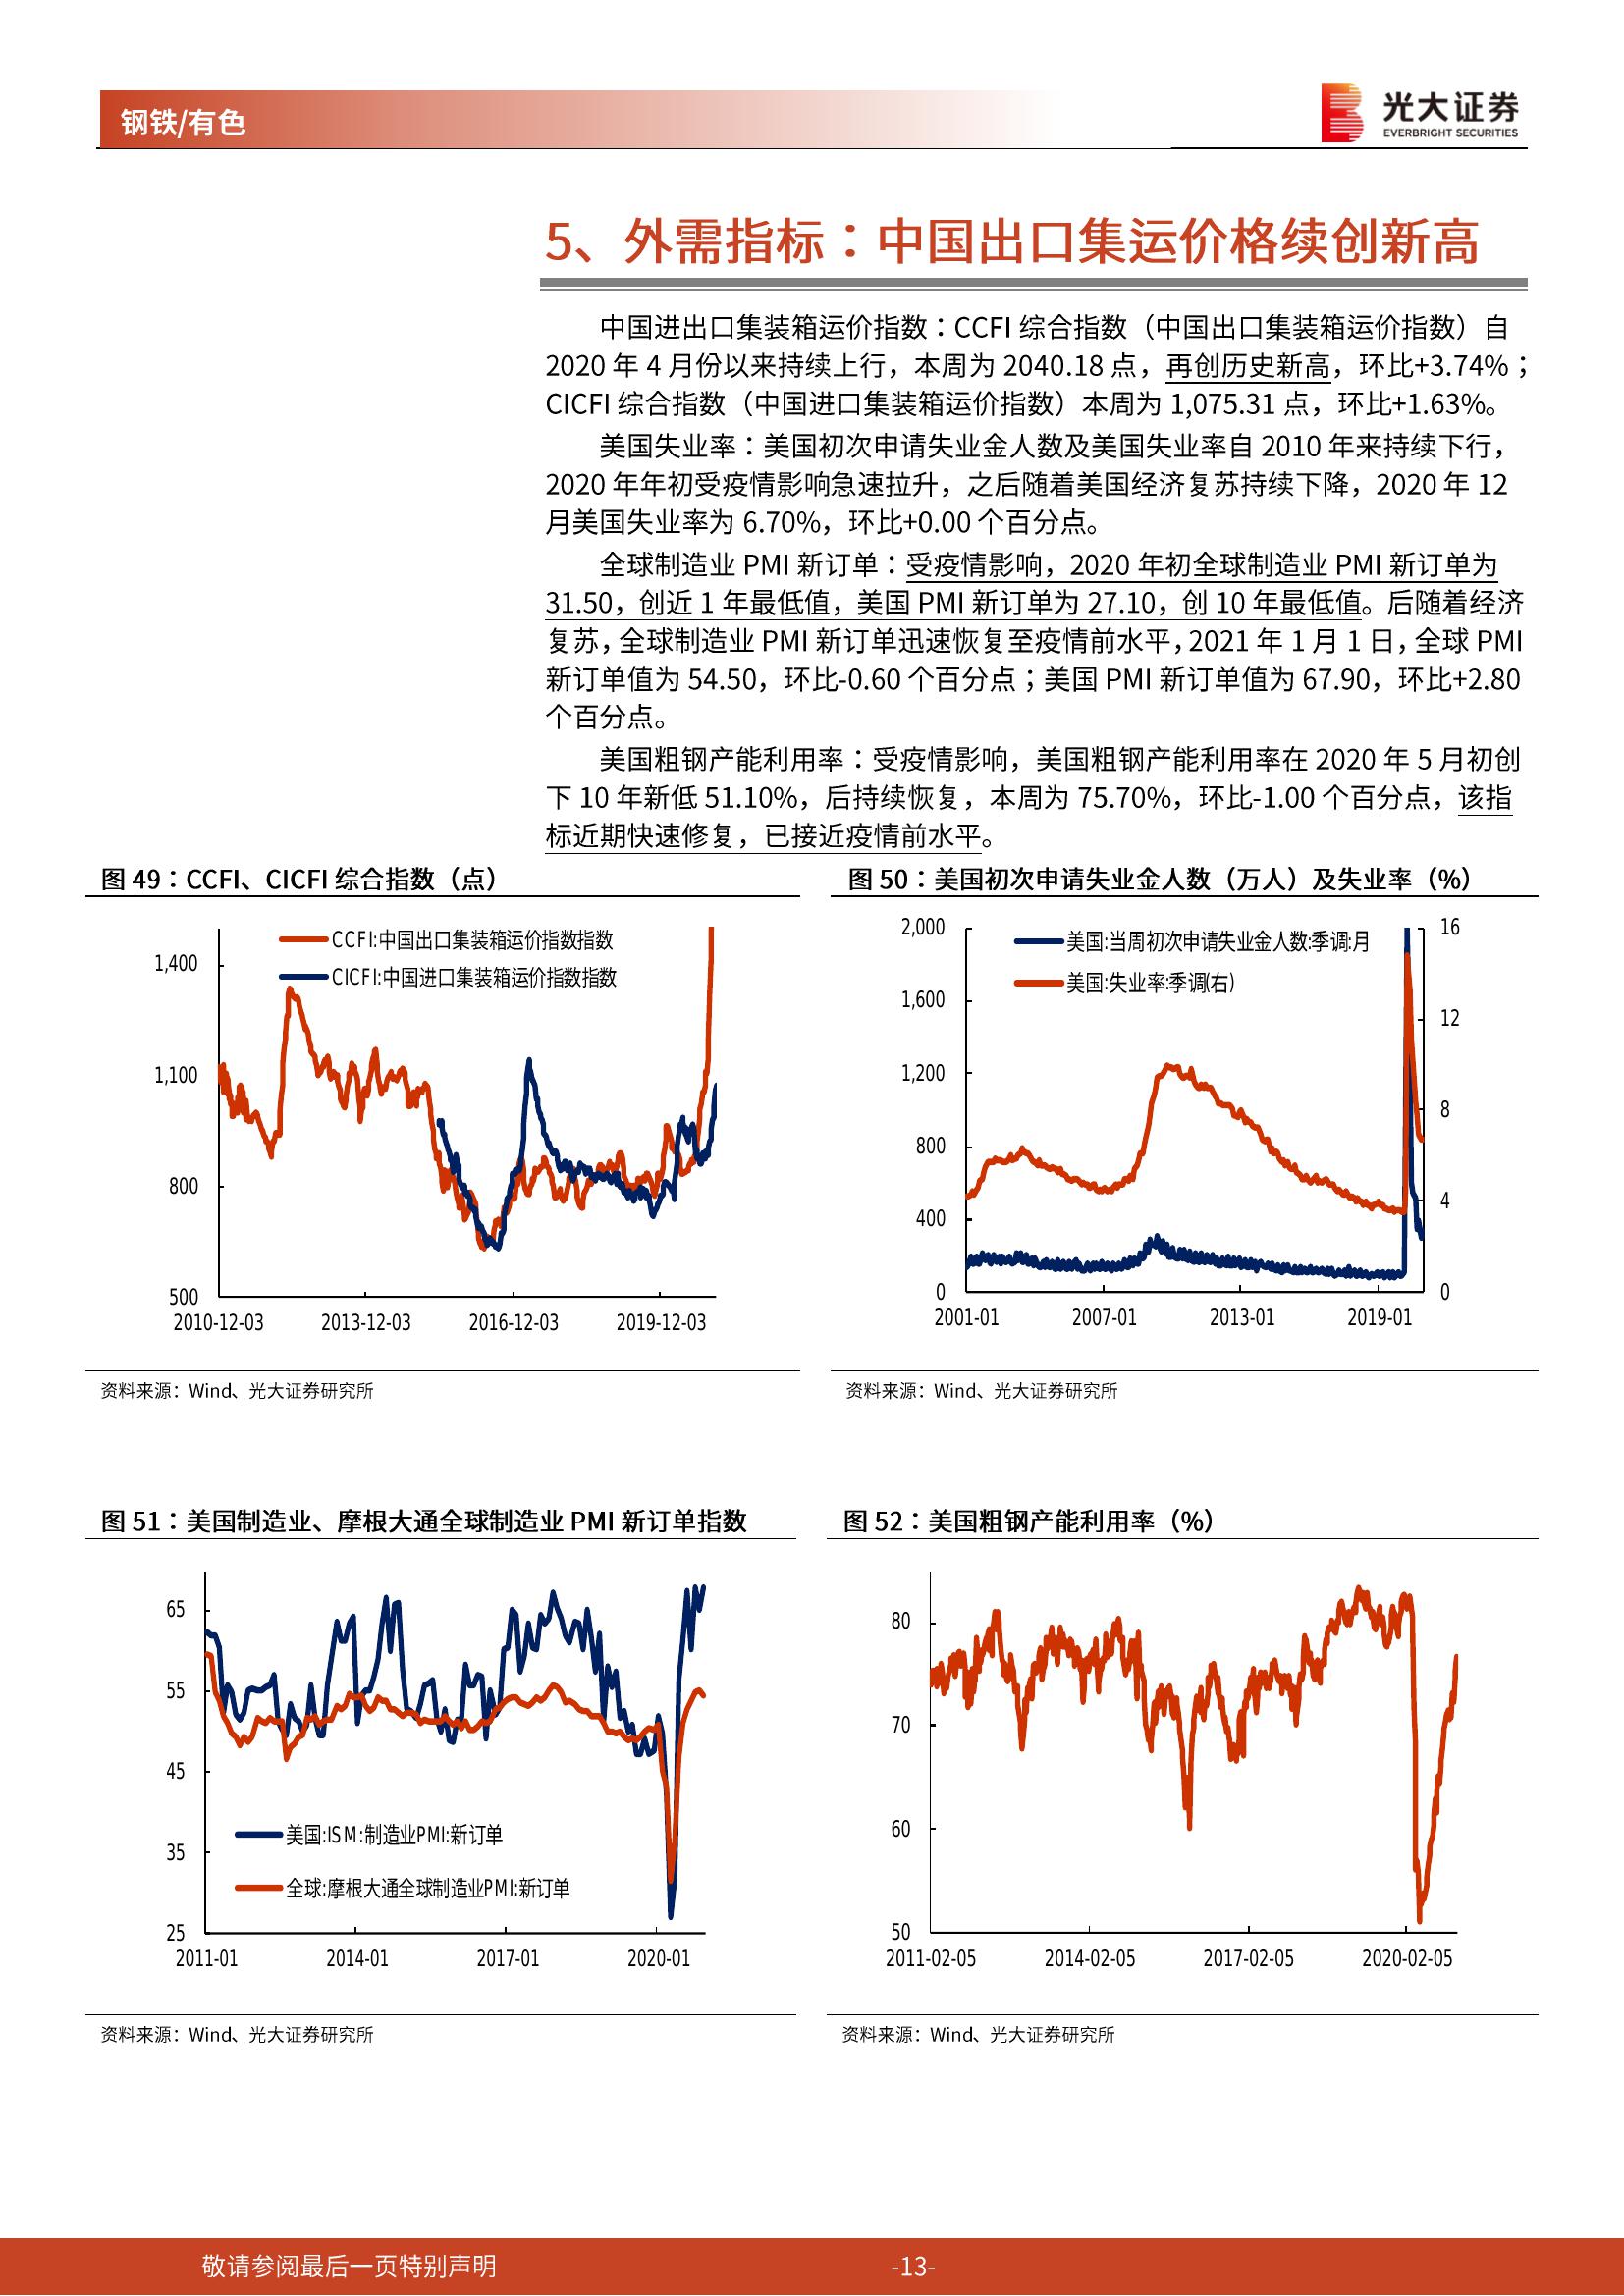 钢铁/有色
光大证券
EVERBRIGHT SECURITIES
5、外需指标：中国出口集运价格续创新高
中国进出口集装箱运价指数：CCFI 综合指数（中国出口集装箱运价指数）自
2020 年 4 月份以来持续上行，本周为 2040.18 点，再创历史新高，环比+3.74%；
CICFI 综合指数（中国进口集装箱运价指数）本周为 1,075.31 点，环比+1.63%。
美国失业率：美国初次申请失业金人数及美国失业率自 2010 年来持续下行，
2020 年年初受疫情影响急速拉升，之后随着美国经济复苏持续下降，2020 年 12
月美国失业率为 6.70%，环比+0.00 个百分点。
全球制造业 PMI 新订单：受疫情影响，2020 年初全球制造业 PMI 新订单为
31.50，创近 1 年最低值，美国 PMI 新订单为 27.10，创 10 年最低值。后随着经济
复苏，全球制造业 PMI 新订单迅速恢复至疫情前水平，2021 年 1 月 1 日，全球 PMI
新订单值为 54.50，环比-0.60 个百分点；美国 PMI 新订单值为 67.90，环比+2.80
个百分点。
美国粗钢产能利用率：受疫情影响，美国粗钢产能利用率在 2020 年 5 月初创
下 10 年新低 51.10%，后持续恢复，本周为 75.70%，环比-1.00 个百分点，该指
标近期快速修复，已接近疫情前水平。
图 49：CCFI、CICFI 综合指数（点）
CCFI:中国出口集装箱运价指数指数
CICFI:中国进口集装箱运价指数指数
1,400
1,100
800
500
2010-12-03 2013-12-03 2016-12-03 2019-12-03
资料来源：Wind、光大证券研究所
图 50：美国初次申请失业金人数（万人）及失业率（%）
美国:当周初次申请失业金人数:季调:月
美国:失业率:季调(右)
2,000
1,600
1,200
800
400
0
16
12
8
4
0
2001-01 2007-01 2013-01 2019-01
资料来源：Wind、光大证券研究所
图 51：美国制造业、摩根大通全球制造业 PMI 新订单指数
65
55
45
35
25
美国:ISM:制造业PMI:新订单
全球:摩根大通全球制造业PMI:新订单
2011-01 2014-01 2017-01 2020-01
资料来源：Wind、光大证券研究所
图 52：美国粗钢产能利用率（%）
80
70
60
50
2011-02-05 2014-02-05 2017-02-05 2020-02-05
资料来源：Wind、光大证券研究所
敬请参阅最后一页特别声明
-13-